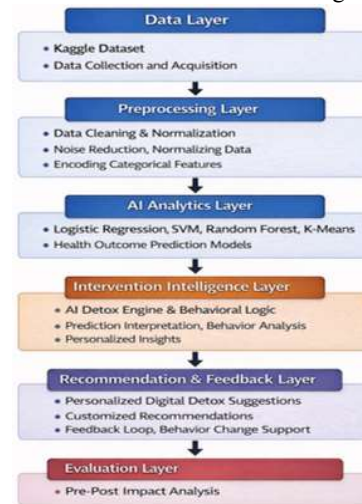 Data Layer
• Kaggle Dataset
• Data Collection and Acquisition
Preprocessing Layer
• Data Cleaning & Normalization
• Noise Reduction, Normalizing Data
• Encoding Categorical Features
AI Analytics Layer
• Logistic Regression, SVM, Random Forest, K-Means
• Health Outcome Prediction Models
Intervention Intelligence Layer
• AI Detox Engine & Behavioral Logic
• Prediction Interpretation, Behavior Analysis
• Personalized Insights
Recommendation & Feedback Layer
• Personalized Digital Detox Suggestions
• Customized Recommendations
• Feedback Loop, Behavior Change Support
Evaluation Layer
• Pre-Post Impact Analysis